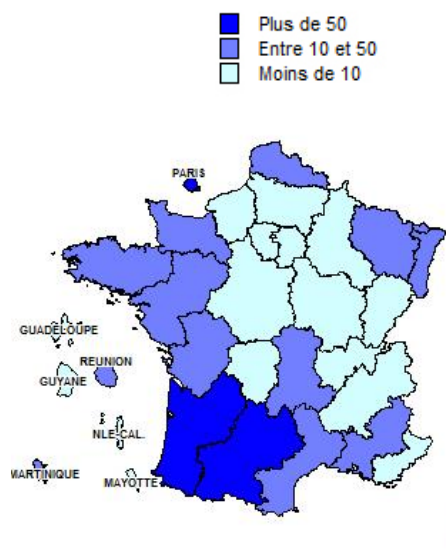 Plus de 50
Entre 10 et 50
Moins de 10
PARIS
GUADELOUPE
REUNION
GUYANE
NLE-CAL.
MARTINIQUE
MAYOTTE